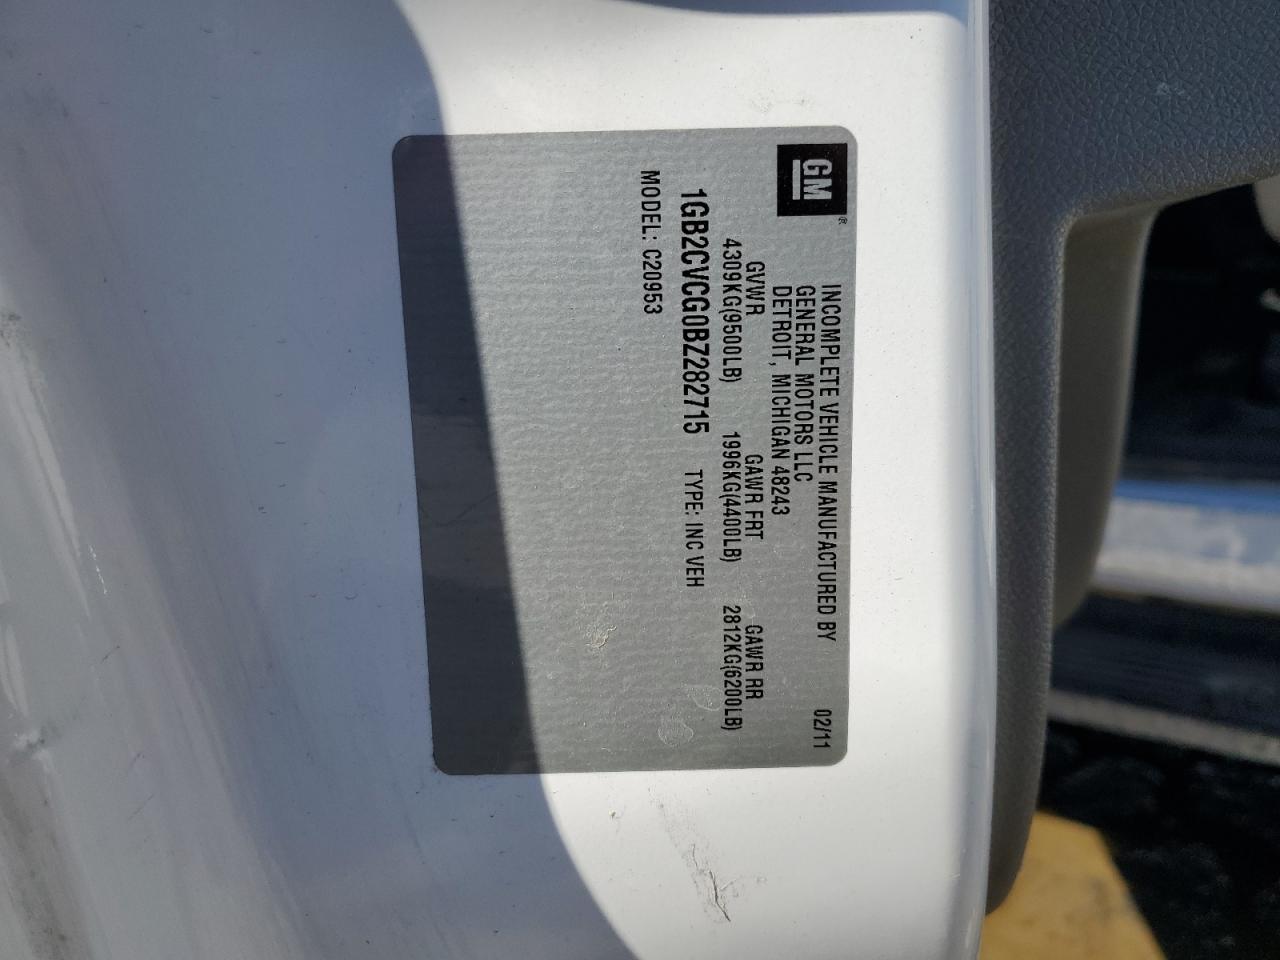 GM®
INCOMPLETE VEHICLE MANUFACTURED BY 02/11
GENERAL MOTORS LLC
DETROIT, MICHIGAN 48243
GVWR GAWR FRT GAWR RR
4309KG(9500LB) 1996KG(4400LB) 2812KG(6200LB)
1GB2CVCG0BZ282715 TYPE: INC VEH
MODEL: C20953